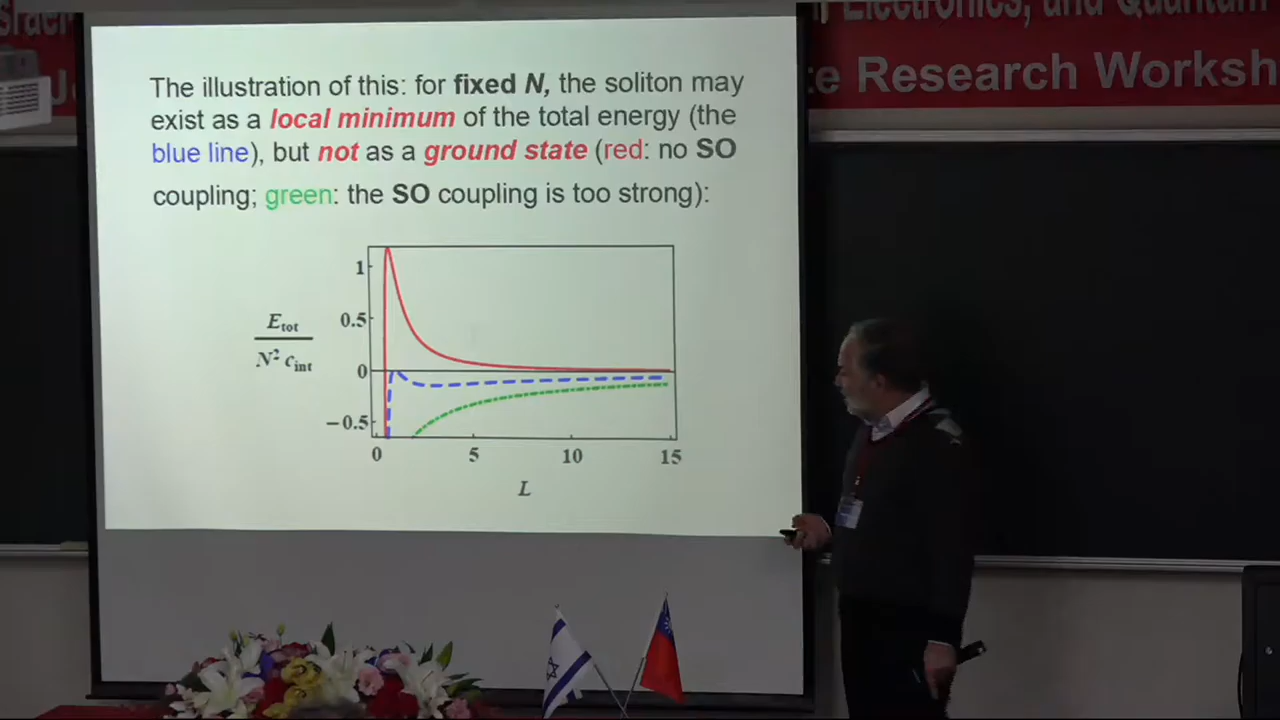 Electronics, and Quantum
Research Worksh
The illustration of this: for fixed N, the soliton may
exist as a local minimum of the total energy (the
blue line), but not as a ground state (red: no SO
coupling; green: the SO coupling is too strong):
1
0.5
0
−0.5
E_tot
N² c_int
0 5 10 15
L